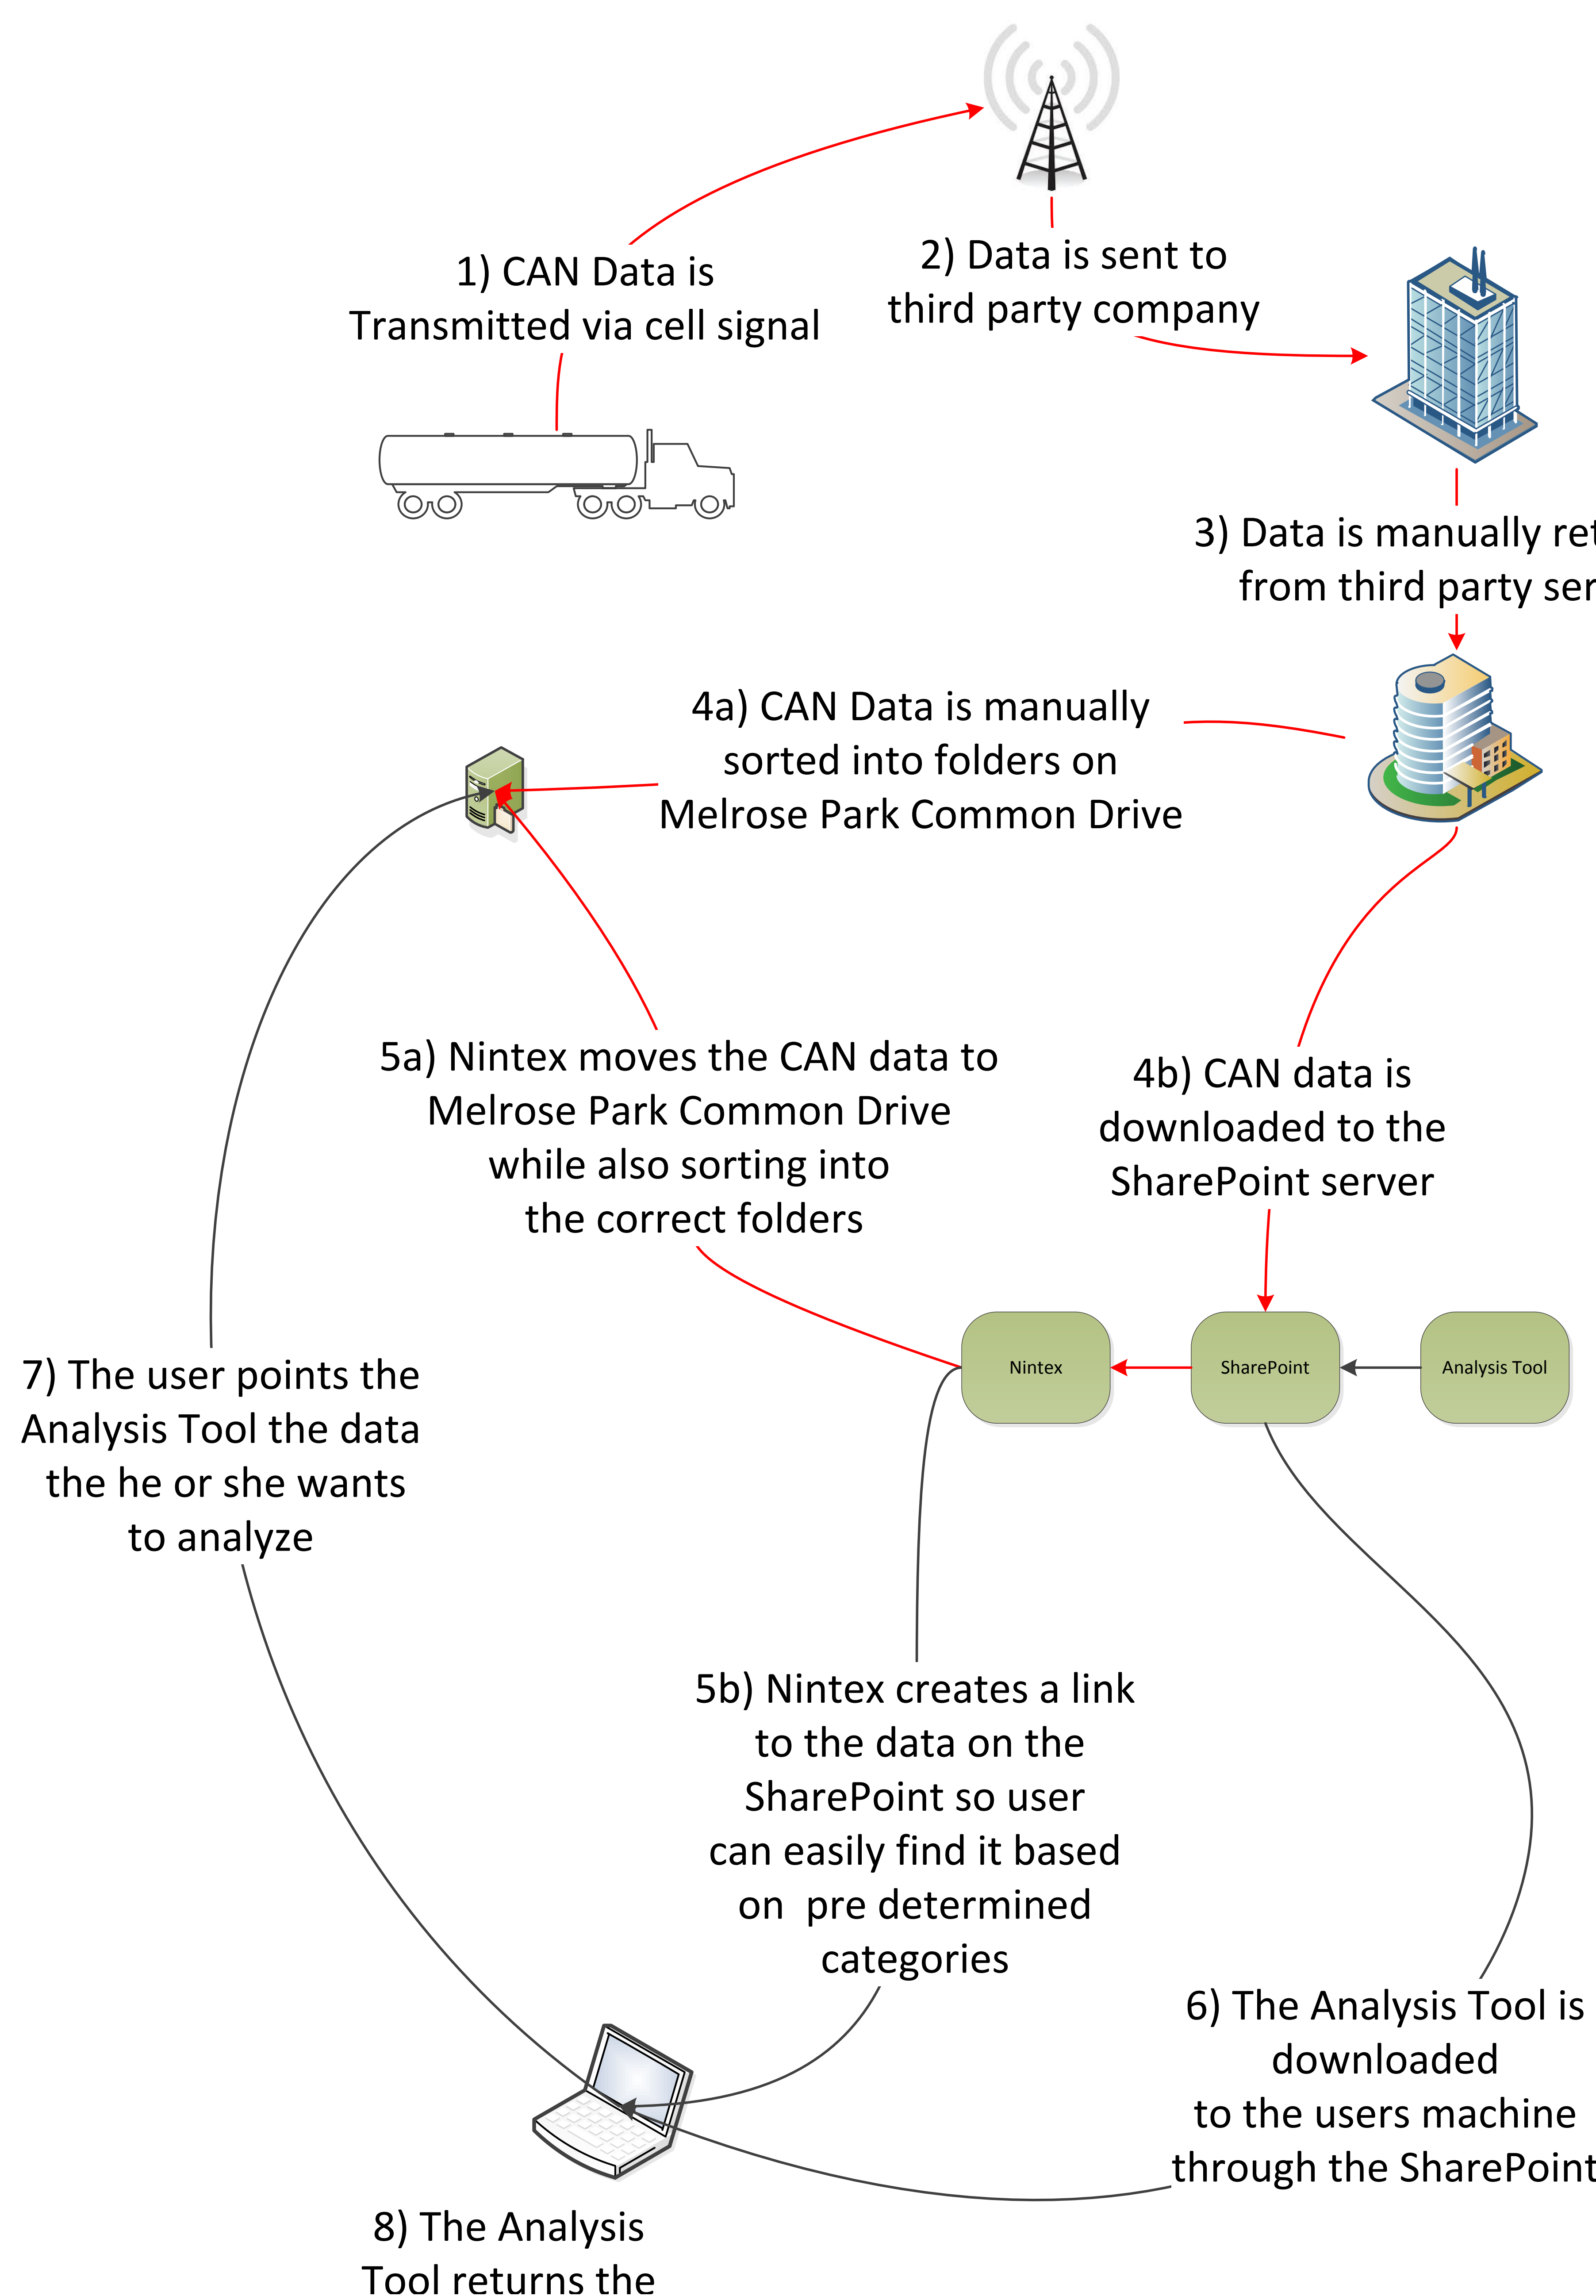 1) CAN Data is
Transmitted via cell signal
2) Data is sent to
third party company
3) Data is manually
from third party
4a) CAN Data is manually
sorted into folders on
Melrose Park Common Drive
5a) Nintex moves the CAN data to
Melrose Park Common Drive
while also sorting into
the correct folders
4b) CAN data is
downloaded to the
SharePoint server
Nintex
SharePoint
Analysis Tool
7) The user points the
Analysis Tool the data
the he or she wants
to analyze
5b) Nintex creates a link
to the data on the
SharePoint so user
can easily find it based
on pre determined
categories
6) The Analysis Tool is
downloaded
to the users machine
through the SharePoint
8) The Analysis
Tool returns the